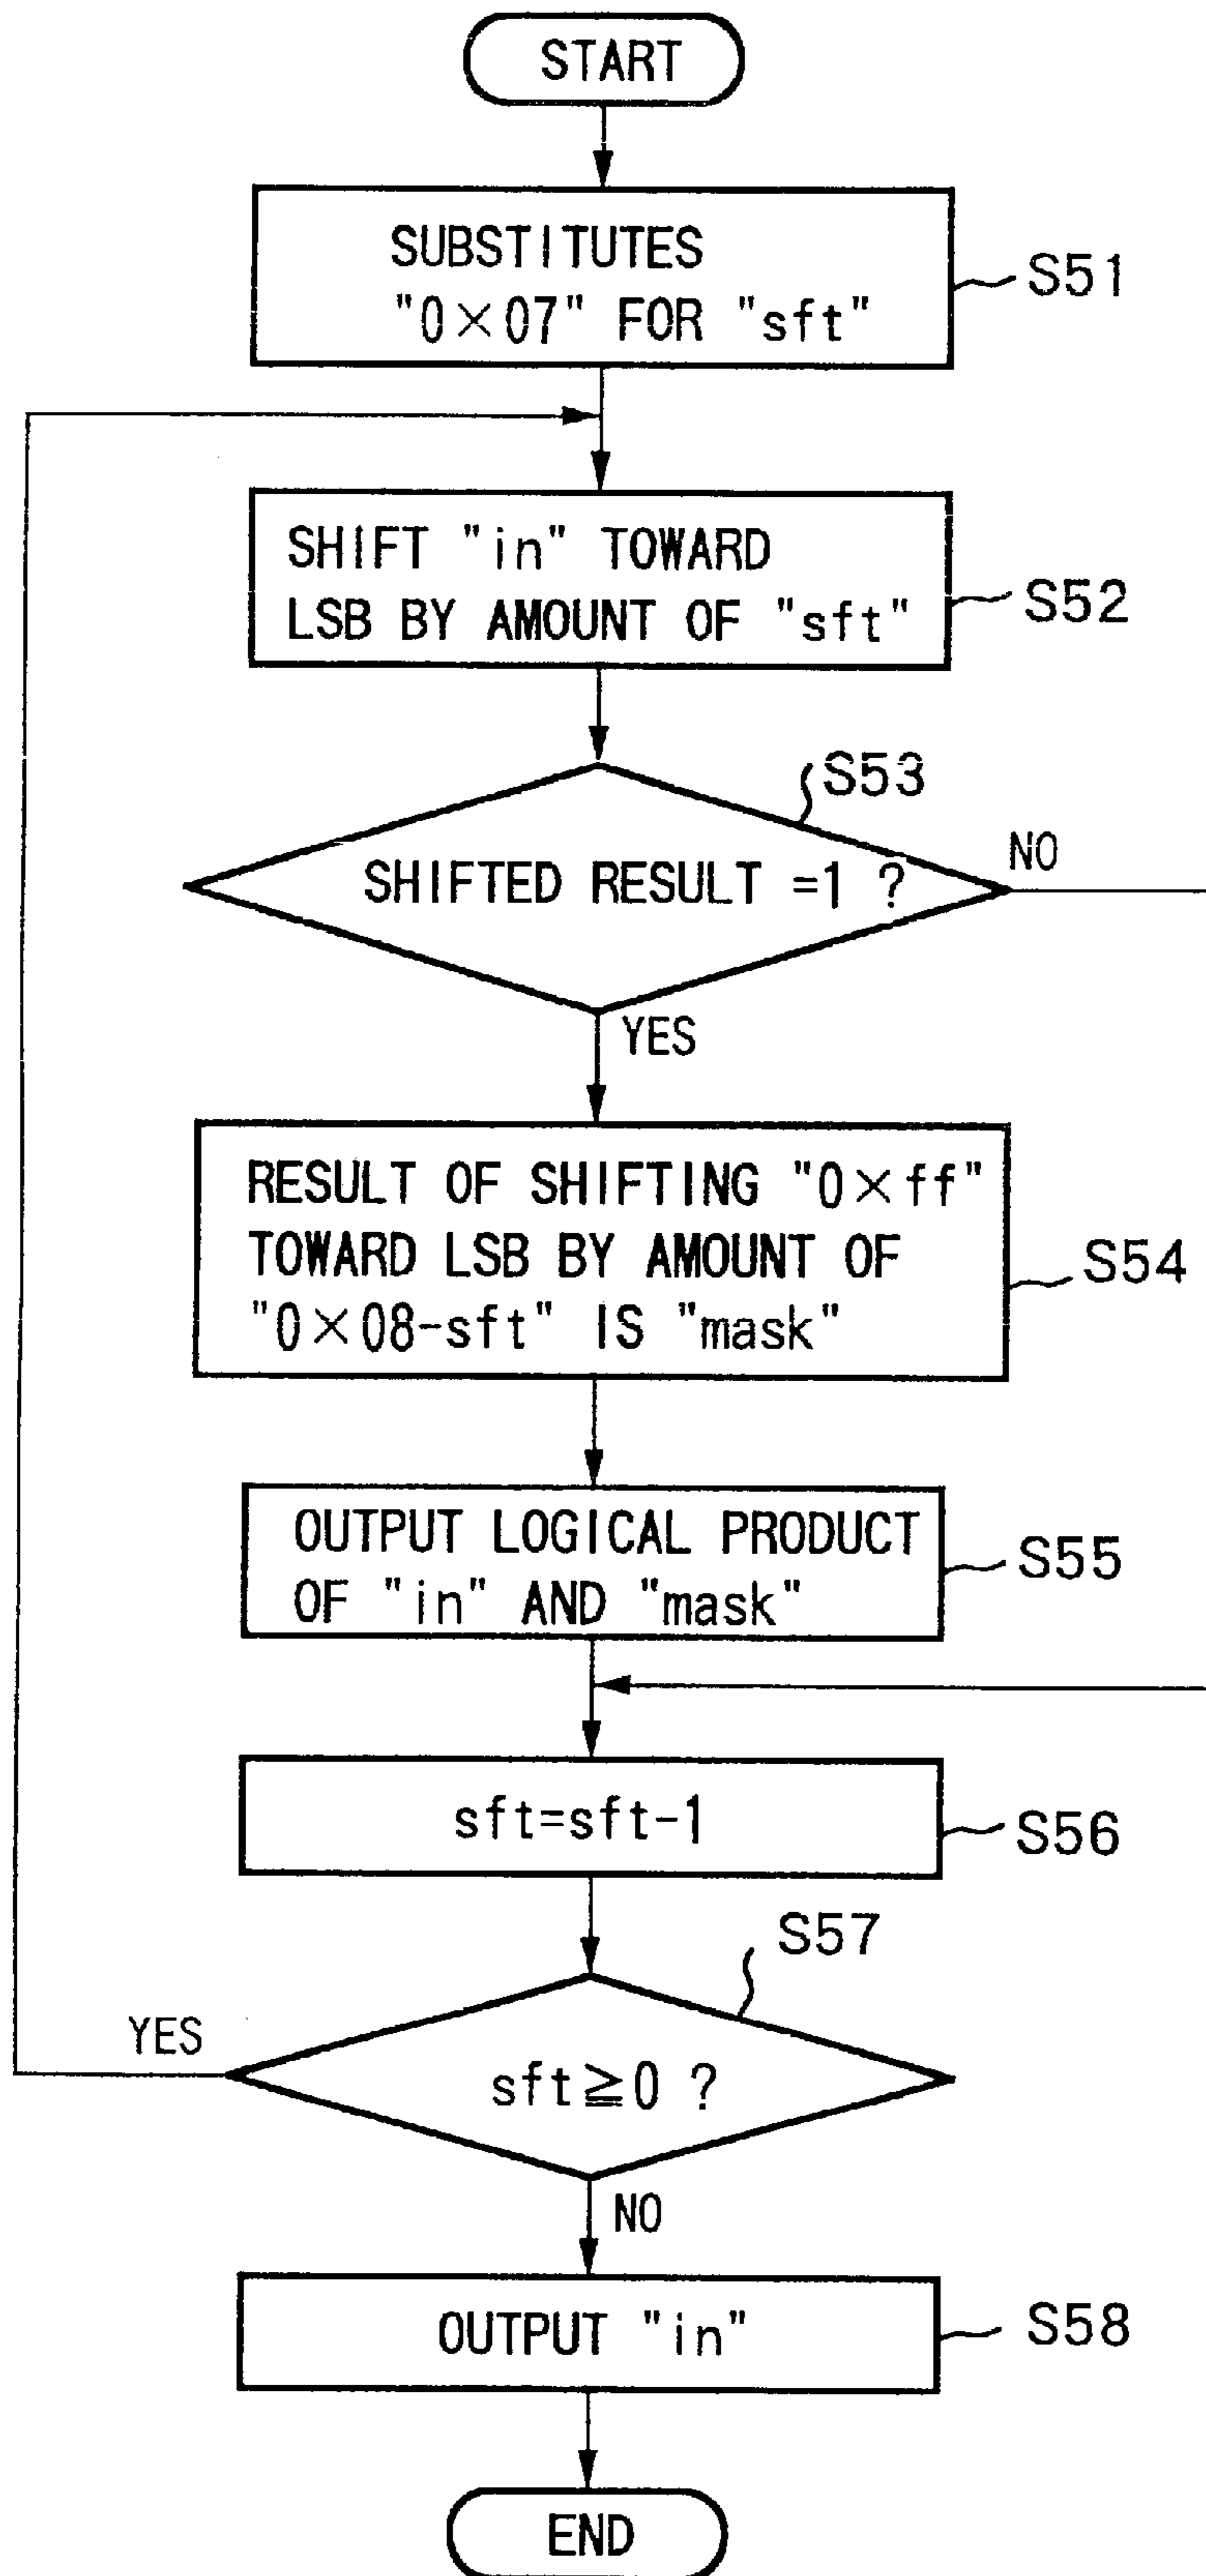 START
SUBSTITUTES
"0×07" FOR "sft"
S51
SHIFT "in" TOWARD
LSB BY AMOUNT OF "sft"
S52
S53
SHIFTED RESULT =1 ?
NO
YES
RESULT OF SHIFTING "0×ff"
TOWARD LSB BY AMOUNT OF
"0×08-sft" IS "mask"
S54
OUTPUT LOGICAL PRODUCT
OF "in" AND "mask"
S55
sft=sft-1
S56
S57
YES
sft≧0 ?
NO
OUTPUT "in"
S58
END